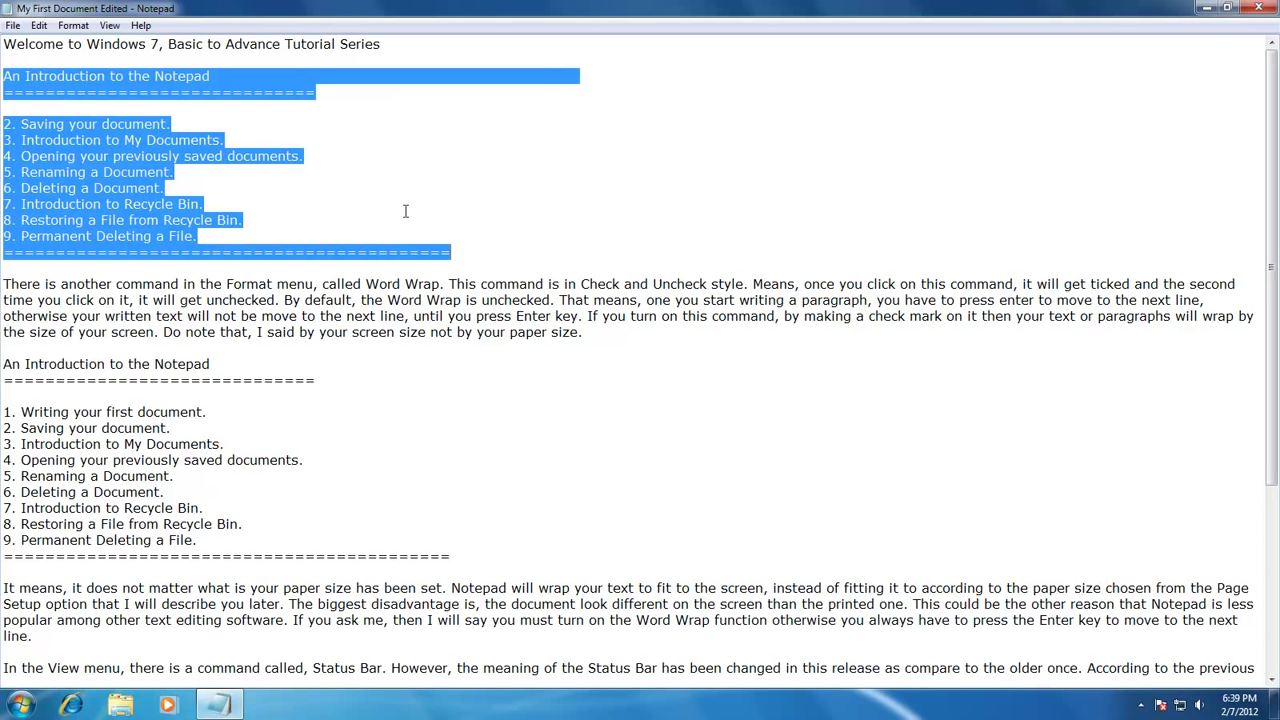 My First Document Edited - Notepad
File Edit Format View Help
Welcome to Windows 7, Basic to Advance Tutorial Series
An Introduction to the Notepad
==============================
2. Saving your document.
3. Introduction to My Documents.
4. Opening your previously saved documents.
5. Renaming a Document.
6. Deleting a Document.
7. Introduction to Recycle Bin.
8. Restoring a File from Recycle Bin.
9. Permanent Deleting a File.
===========================================
There is another command in the Format menu, called Word Wrap. This command is in Check and Uncheck style. Means, once you click on this command, it will get ticked and the second
time you click on it, it will get unchecked. By default, the Word Wrap is unchecked. That means, one you start writing a paragraph, you have to press enter to move to the next line,
otherwise your written text will not be move to the next line, until you press Enter key. If you turn on this command, by making a check mark on it then your text or paragraphs will wrap by
the size of your screen. Do note that, I said by your screen size not by your paper size.
An Introduction to the Notepad
==============================
1. Writing your first document.
2. Saving your document.
3. Introduction to My Documents.
4. Opening your previously saved documents.
5. Renaming a Document.
6. Deleting a Document.
7. Introduction to Recycle Bin.
8. Restoring a File from Recycle Bin.
9. Permanent Deleting a File.
===========================================
It means, it does not matter what is your paper size has been set. Notepad will wrap your text to fit to the screen, instead of fitting it to according to the paper size chosen from the Page
Setup option that I will describe you later. The biggest disadvantage is, the document look different on the screen than the printed one. This could be the other reason that Notepad is less
popular among other text editing software. If you ask me, then I will say you must turn on the Word Wrap function otherwise you always have to press the Enter key to move to the next
line.
In the View menu, there is a command called, Status Bar. However, the meaning of the Status Bar has been changed in this release as compare to the older once. According to the previous
6:39 PM
2/7/2012